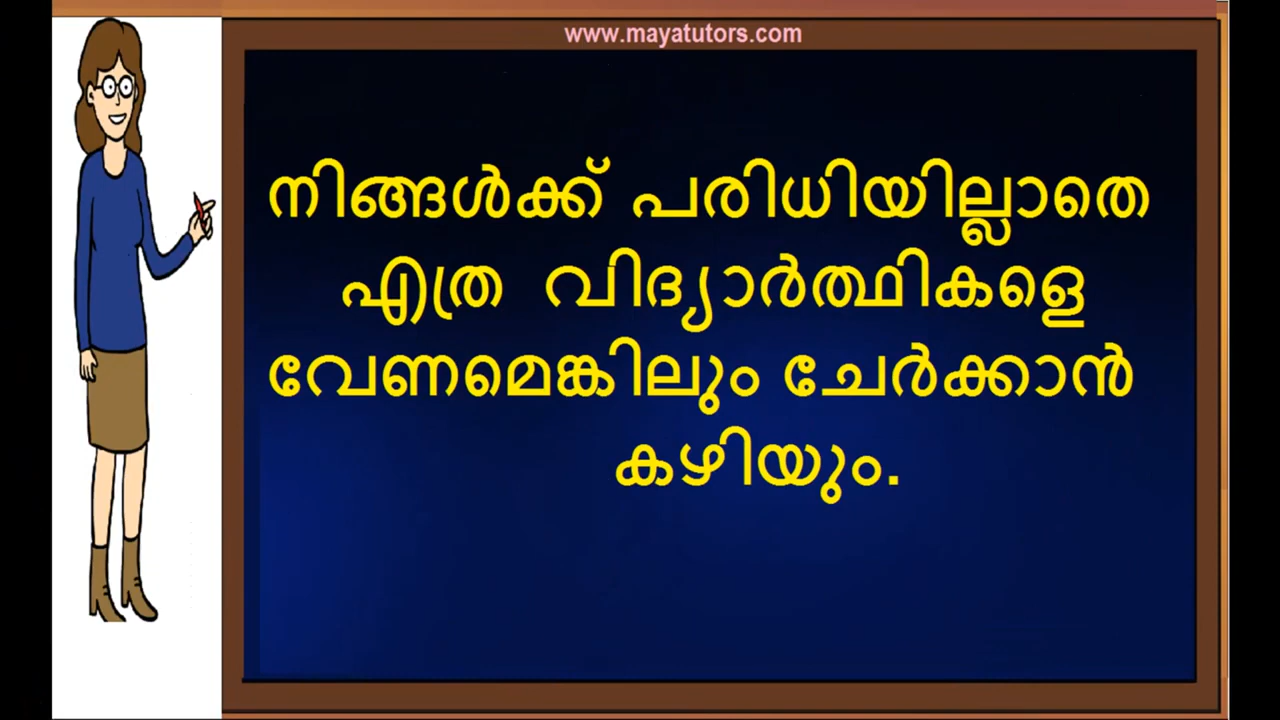 www.mayatutors.com
നിങ്ങൾക്ക് പരിധിയില്ലാതെ
എത്ര വിദ്യാർത്ഥികളെ
വേണമെങ്കിലും ചേർക്കാൻ
കഴിയും.